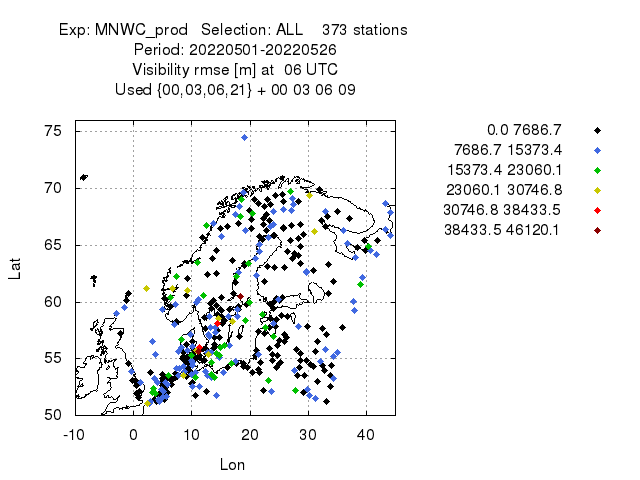 Exp: MNWC_prod Selection: ALL 373 stations
Period: 20220501-20220526
Visibility rmse [m] at 06 UTC
Used {00,03,06,21} + 00 03 06 09
0.0 7686.7
7686.7 15373.4
15373.4 23060.1
23060.1 30746.8
30746.8 38433.5
38433.5 46120.1
75
70
65
60
55
50
Lat
-10 0 10 20 30 40
Lon